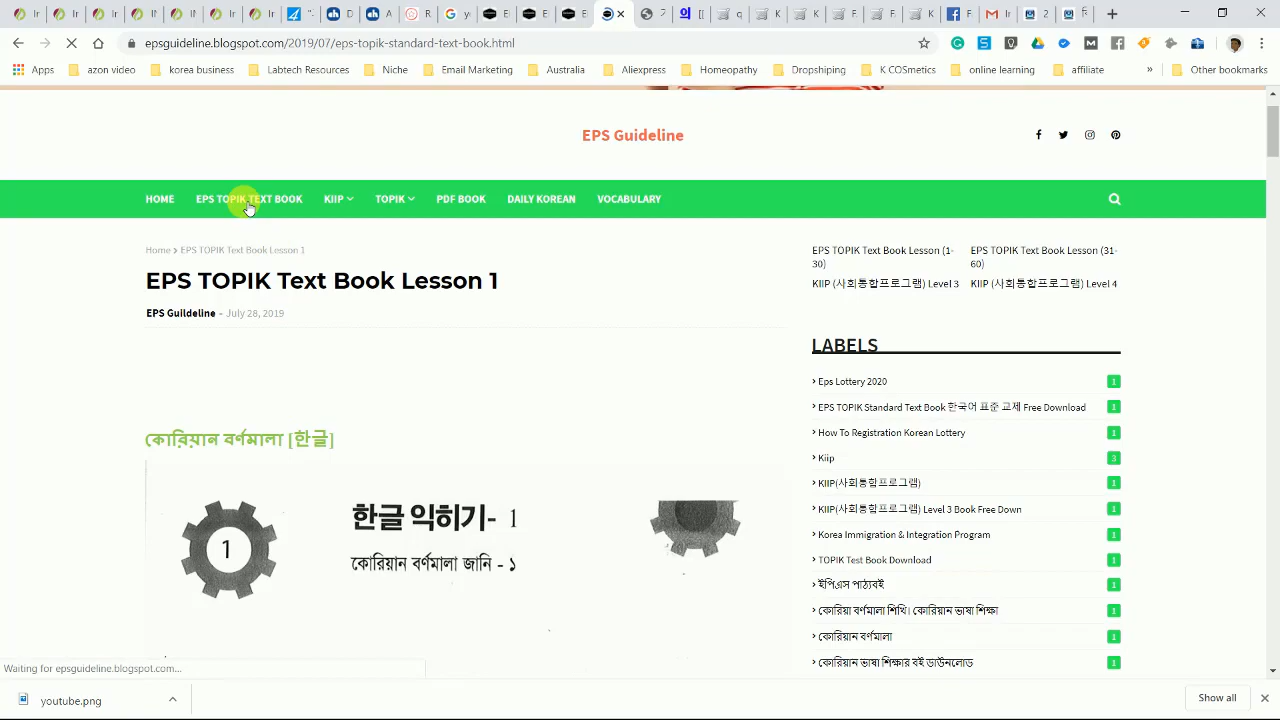 epsguideline.blogspot.com/2019/07/eps-topik-standard-text-book.html
Apps
azon video
korea business
Labtech Resources
Niche
Email Marketing
Australia
Aliexpress
Homeopathy
Dropshiping
K COSmetics
online learning
affiliate
»
Other bookmarks
EPS Guideline
HOME
EPS TOPIK TEXT BOOK
KIIP
TOPIK
PDF BOOK
DAILY KOREAN
VOCABULARY
Home > EPS TOPIK Text Book Lesson 1
EPS TOPIK Text Book Lesson 1
EPS Guildeline - July 28, 2019
কোরিয়ান বর্ণমালা [한글]
1
한글 익히기- 1
কোরিয়ান বর্ণমালা জানি - ১
EPS TOPIK Text Book Lesson (1-
30)
EPS TOPIK Text Book Lesson (31-
60)
KIIP (사회통합프로그램) Level 3
KIIP (사회통합프로그램) Level 4
LABELS
Eps Lottery 2020 1
EPS TOPIK Standard Text Book 한국어 표준 교제 Free Download 1
How To Registration Korean Lottery 1
Kiip 3
KIIP(사회통합프로그램) 1
KIIP(사회통합프로그램) Level 3 Book Free Down 1
Korea Immigration & Integration Program 1
TOPIK Test Book Download 1
ইপিএস পাঠ্যবই 1
কোরিয়া বর্ণমালা শিখি। কোরিয়ান ভাষা শিক্ষা 1
কোরিয়ান বর্ণমালা 1
কোরিয়ান ভাষা শিক্ষার বই ডাউনলোড 1
Waiting for epsguideline.blogspot.com...
youtube.png
Show all